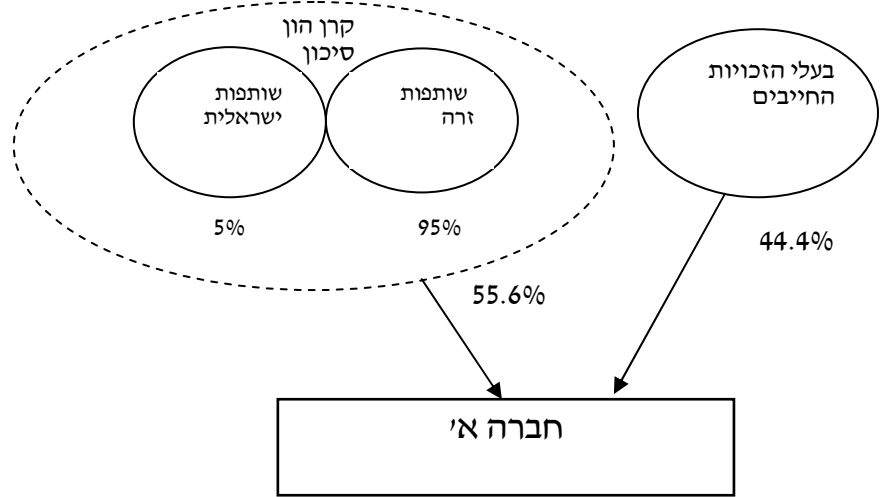 קרן הון
סיכון
שותפות
ישראלית
שותפות
זרה
בעלי הזכויות
החייבים
5%
95%
44.4%
55.6%
חברה א'